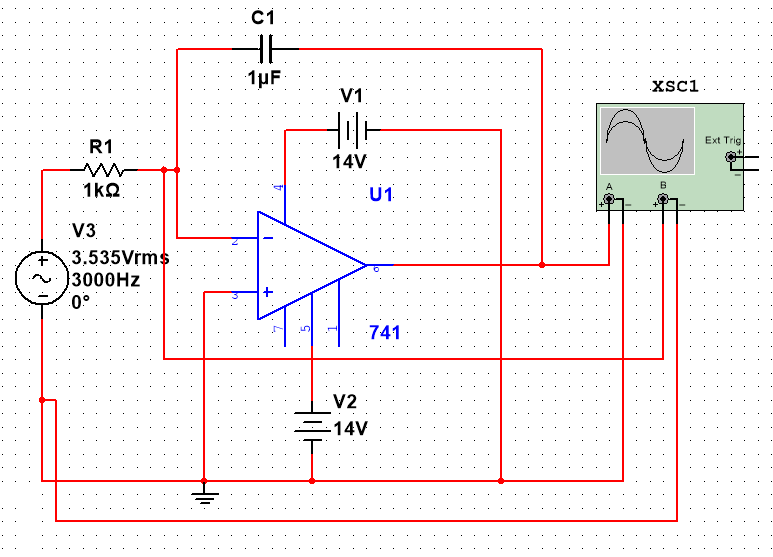 C1
1µF
XSC1
V1
14V
Ext Trig
+
−
R1
1kΩ
A
B
+
−
+
−
4
U1
V3
3.535Vrms
3000Hz
0°
+
−
2
−
6
3
+
7
5
1
741
V2
14V